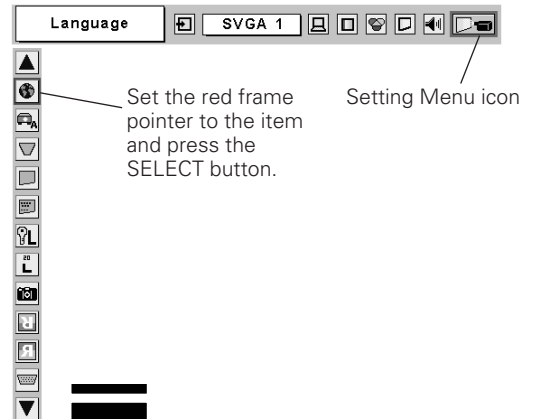 Language
SVGA 1
Set the red frame
pointer to the item
and press the
SELECT button.
Setting Menu icon
A
L
20
L
R
R